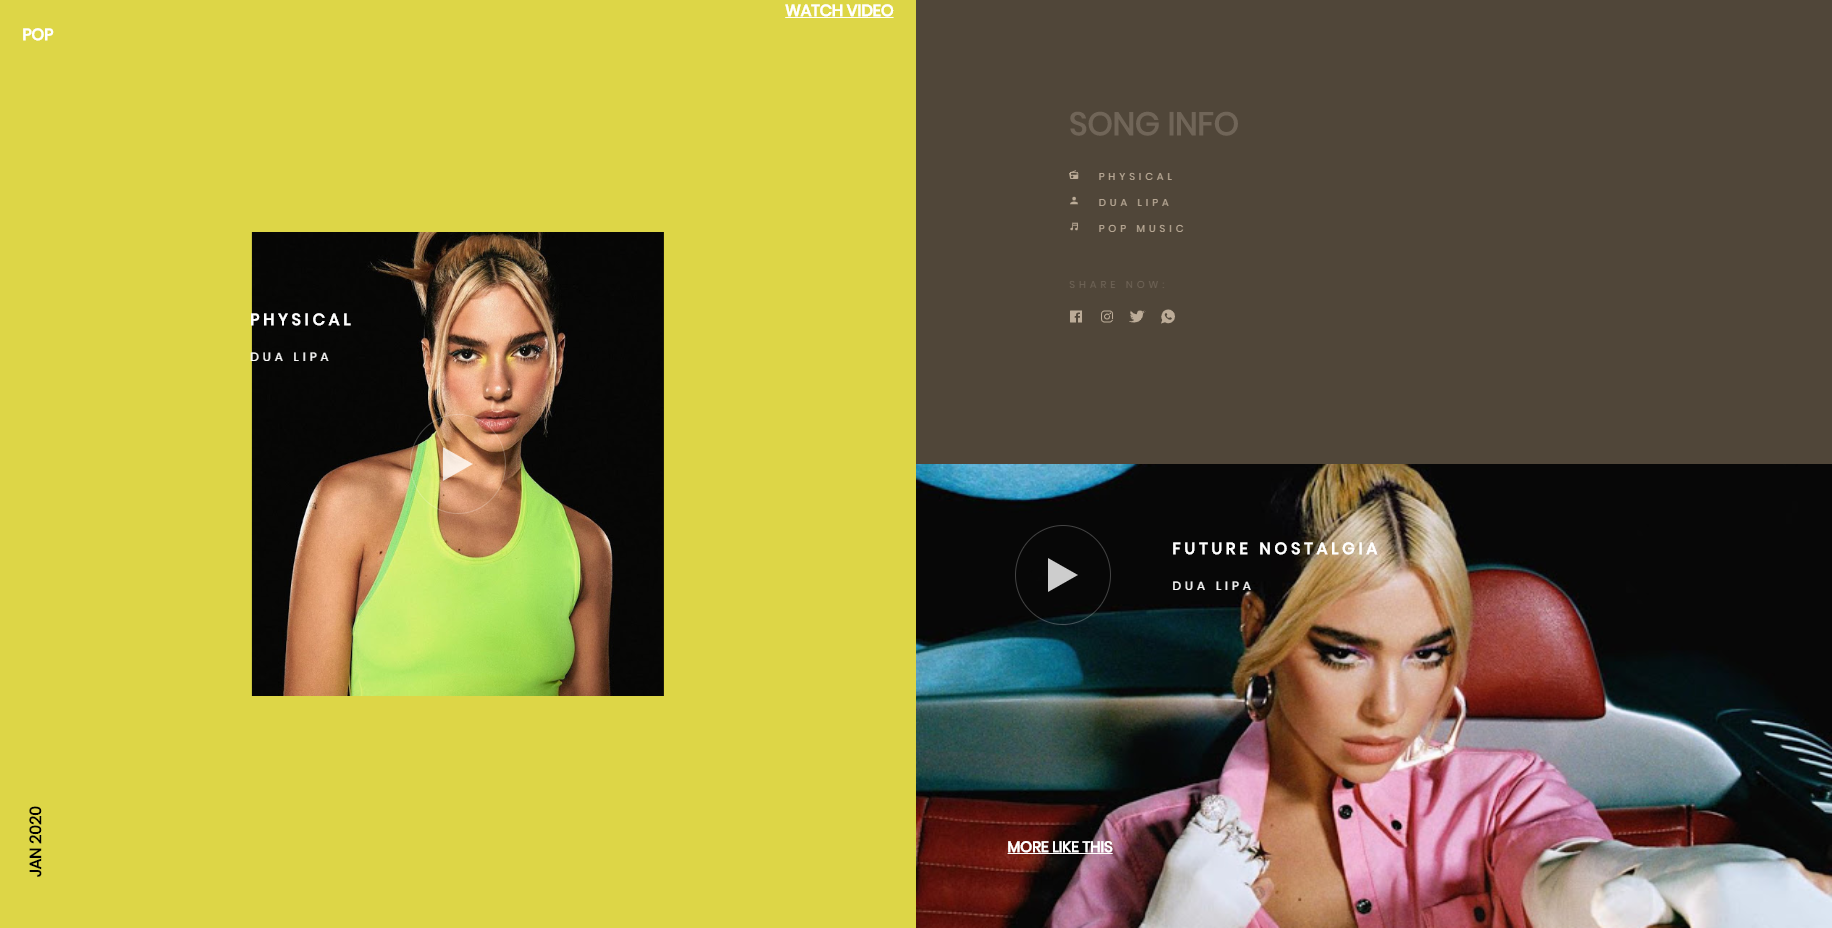 WATCH VIDEO
POP
PHYSICAL
DUA LIPA
JAN 2020
SONG INFO
PHYSICAL
DUA LIPA
POP MUSIC
SHARE NOW:
FUTURE NOSTALGIA
DUA LIPA
MORE LIKE THIS